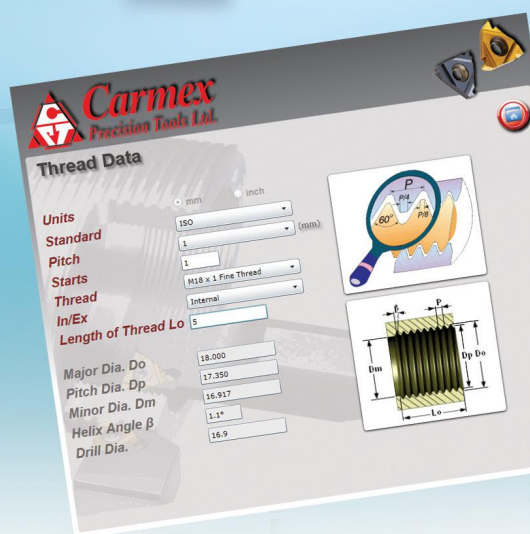 CPT
Carmex
Precision Tools Ltd.
Thread Data
Units mm inch
Standard ISO
Pitch 1 (mm)
Starts 1
Thread M18 x 1 Fine Thread
In/Ex Internal
Length of Thread Lo 5
Major Dia. Do 18.000
Pitch Dia. Dp 17.350
Minor Dia. Dm 16.917
Helix Angle β 1.1°
Drill Dia. 16.9
P
P/4
60°
P/8
β P
Dm Dp Do
Lo